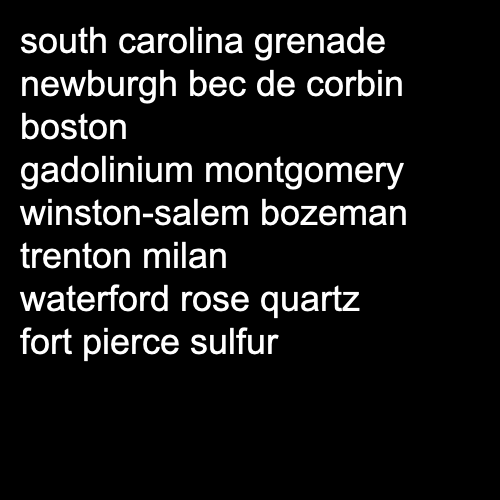 south carolina grenade
newburgh bec de corbin
boston
gadolinium montgomery
winston-salem bozeman
trenton milan
waterford rose quartz
fort pierce sulfur